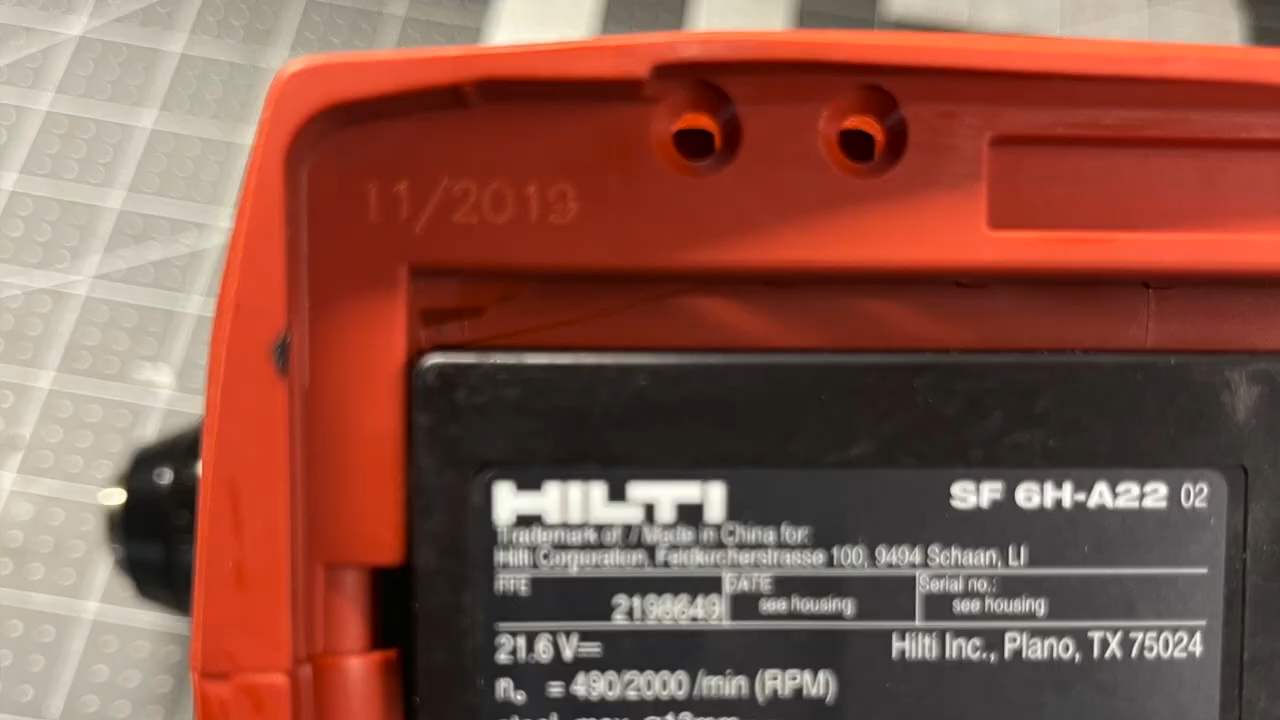 11/2019
HILTI
SF 6H-A22 02
Trademark of / Made in China for:
Hilti Corporation, Feldkircherstrasse 100, 9494 Schaan, LI
DATE
Serial no.:
2198649
see housing
see housing
21.6 V
Hilti Inc., Plano, TX 75024
n₀ = 490/2000 /min (RPM)